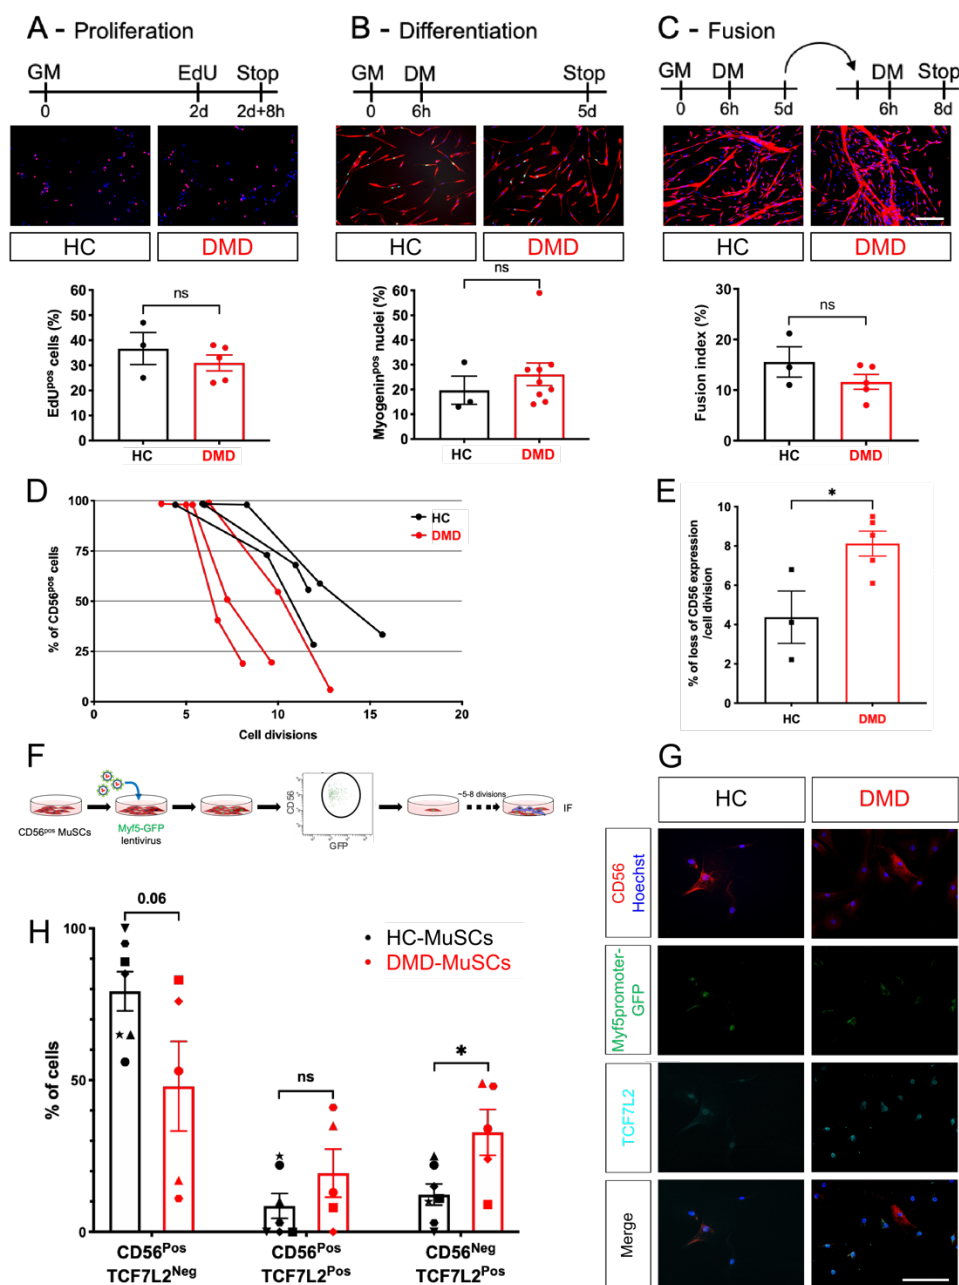 A - Proliferation
GM EdU Stop
0 2d 2d+8h
HC DMD
ns
EdUpos cells (%)
60
50
40
30
20
10
0
HC DMD
B - Differentiation
GM DM Stop
0 6h 5d
HC DMD
ns
Myogeninpos nuclei (%)
60
50
40
30
20
10
0
HC DMD
C - Fusion
GM DM DM Stop
0 6h 5d 6h 8d
HC DMD
ns
Fusion index (%)
30
20
10
0
HC DMD
D
% of CD56pos cells
100
75
50
25
0
0 5 10 15 20
Cell divisions
HC
DMD
E
*
% of loss of CD56 expression
/cell division
10
8
6
4
2
0
HC DMD
F
CD56pos MuSCs
Myf5-GFP
lentivirus
CD56
GFP
~5-8 divisions
IF
G
HC DMD
CD56
Hoechst
Myf5promoter-
GFP
TCF7L2
Merge
H
0.06
ns
*
HC-MuSCs
DMD-MuSCs
% of cells
100
50
0
CD56Pos CD56Pos CD56Neg
TCF7L2Neg TCF7L2Pos TCF7L2Pos